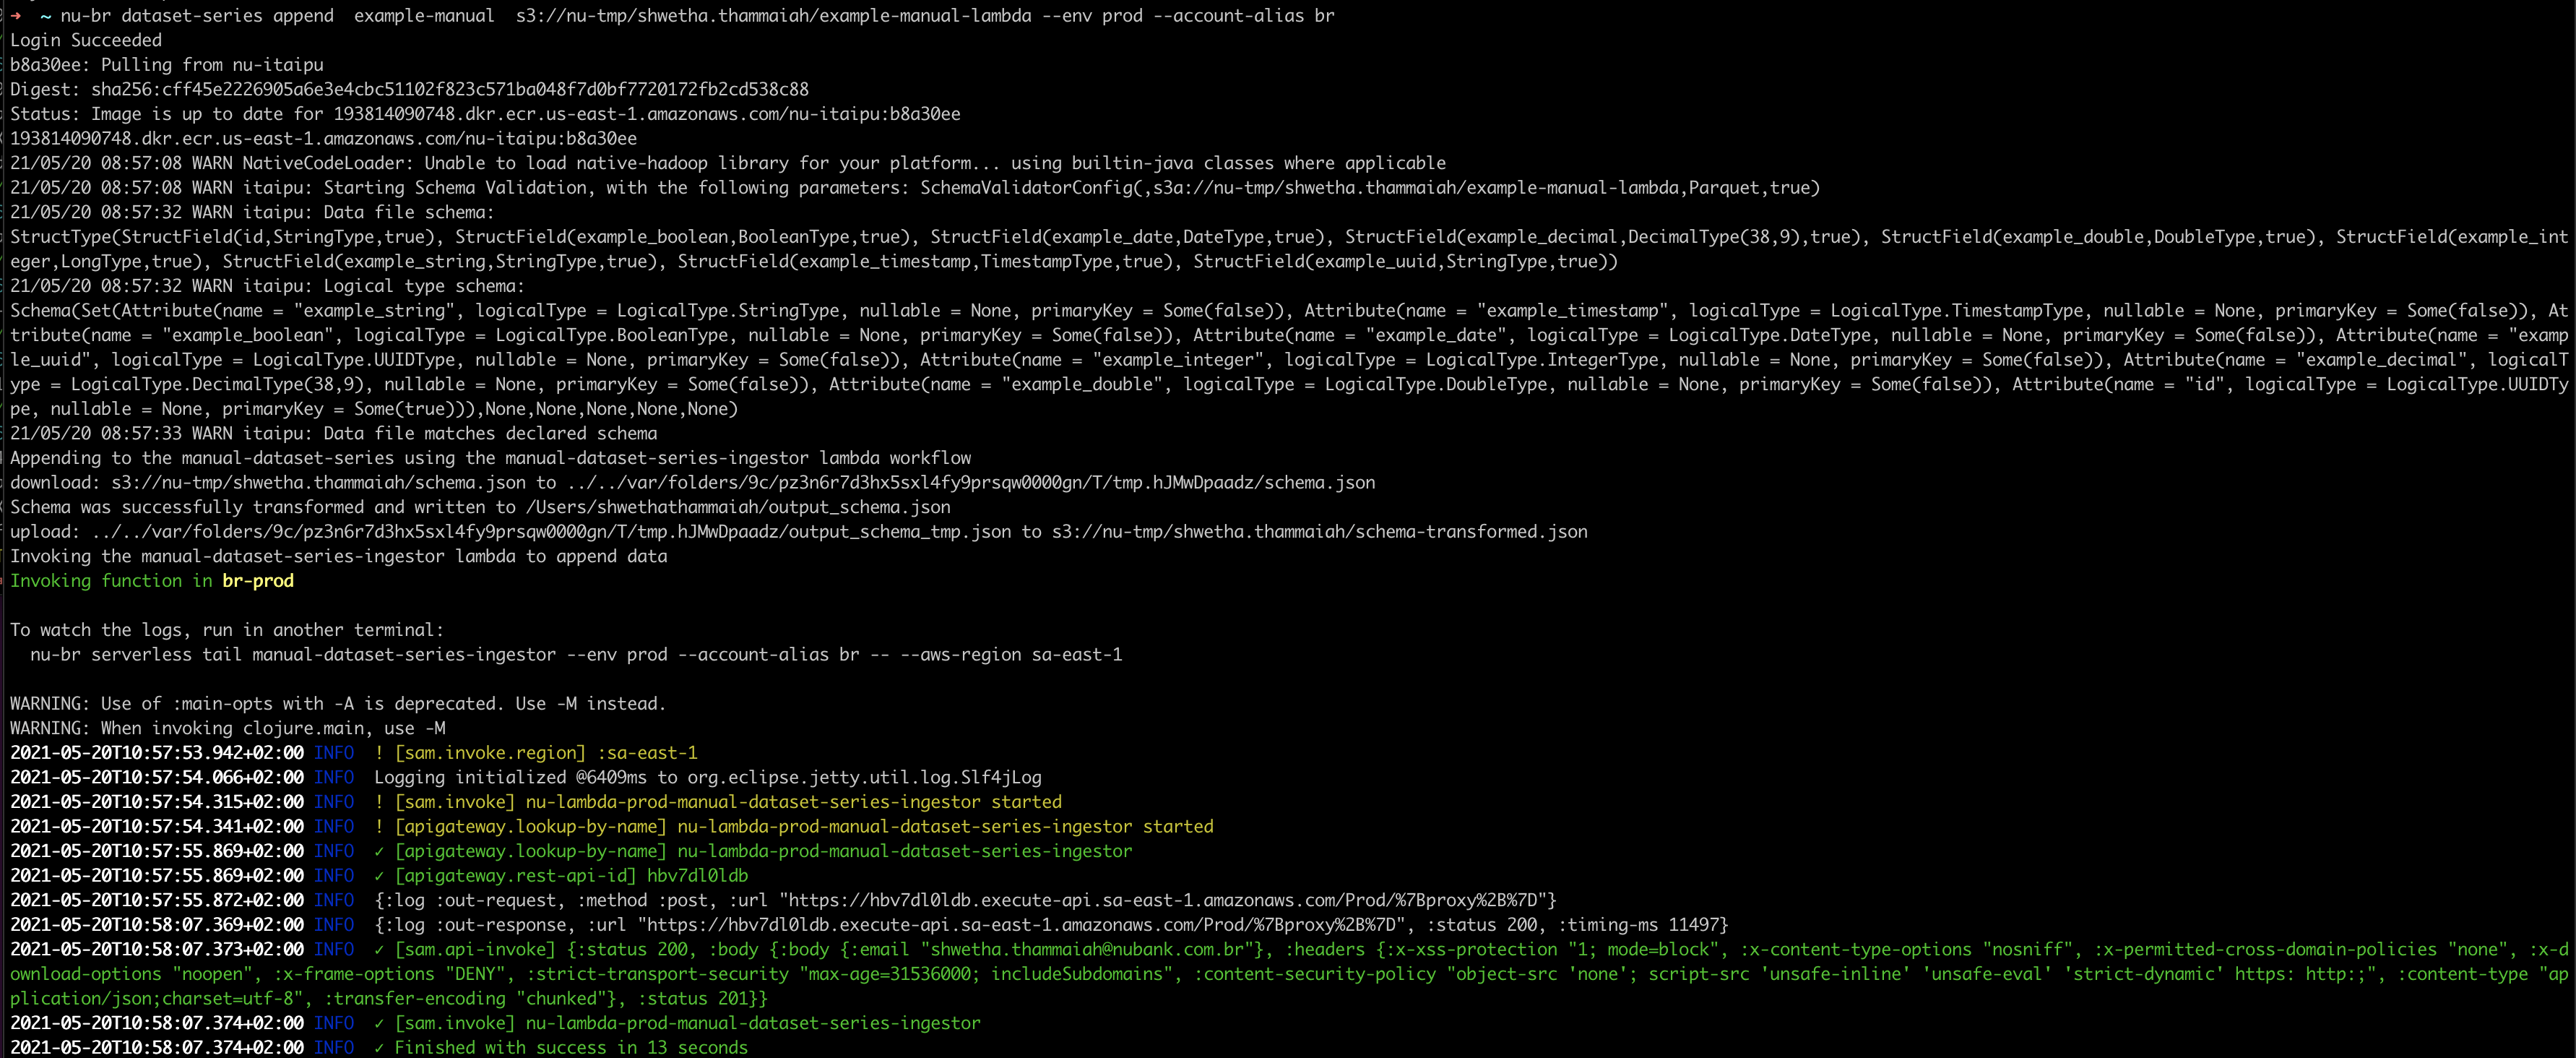 → ~ nu-br dataset-series append example-manual s3://nu-tmp/shwetha.thammaiah/example-manual-lambda --env prod --account-alias br
Login Succeeded
b8a30ee: Pulling from nu-itaipu
Digest: sha256:cff45e2226905a6e3e4cbc51102f823c571ba048f7d0bf7720172fb2cd538c88
Status: Image is up to date for 193814090748.dkr.ecr.us-east-1.amazonaws.com/nu-itaipu:b8a30ee
193814090748.dkr.ecr.us-east-1.amazonaws.com/nu-itaipu:b8a30ee
21/05/20 08:57:08 WARN NativeCodeLoader: Unable to load native-hadoop library for your platform... using builtin-java classes where applicable
21/05/20 08:57:08 WARN itaipu: Starting Schema Validation, with the following parameters: SchemaValidatorConfig(,s3a://nu-tmp/shwetha.thammaiah/example-manual-lambda,Parquet,true)
21/05/20 08:57:32 WARN itaipu: Data file schema:
StructType(StructField(id,StringType,true), StructField(example_boolean,BooleanType,true), StructField(example_date,DateType,true), StructField(example_decimal,DecimalType(38,9),true), StructField(example_double,DoubleType,true), StructField(example_int
eger,LongType,true), StructField(example_string,StringType,true), StructField(example_timestamp,TimestampType,true), StructField(example_uuid,StringType,true))
21/05/20 08:57:32 WARN itaipu: Logical type schema:
Schema(Set(Attribute(name = "example_string", logicalType = LogicalType.StringType, nullable = None, primaryKey = Some(false)), Attribute(name = "example_timestamp", logicalType = LogicalType.TimestampType, nullable = None, primaryKey = Some(false)), At
tribute(name = "example_boolean", logicalType = LogicalType.BooleanType, nullable = None, primaryKey = Some(false)), Attribute(name = "example_date", logicalType = LogicalType.DateType, nullable = None, primaryKey = Some(false)), Attribute(name = "examp
le_uuid", logicalType = LogicalType.UUIDType, nullable = None, primaryKey = Some(false)), Attribute(name = "example_integer", logicalType = LogicalType.IntegerType, nullable = None, primaryKey = Some(false)), Attribute(name = "example_decimal", logicalT
ype = LogicalType.DecimalType(38,9), nullable = None, primaryKey = Some(false)), Attribute(name = "example_double", logicalType = LogicalType.DoubleType, nullable = None, primaryKey = Some(false)), Attribute(name = "id", logicalType = LogicalType.UUIDTy
pe, nullable = None, primaryKey = Some(true))),None,None,None,None,None)
21/05/20 08:57:33 WARN itaipu: Data file matches declared schema
Appending to the manual-dataset-series using the manual-dataset-series-ingestor lambda workflow
download: s3://nu-tmp/shwetha.thammaiah/schema.json to ../../var/folders/9c/pz3n6r7d3hx5sxl4fy9prsqw0000gn/T/tmp.hJMwDpaadz/schema.json
Schema was successfully transformed and written to /Users/shwethathammaiah/output_schema.json
upload: ../../var/folders/9c/pz3n6r7d3hx5sxl4fy9prsqw0000gn/T/tmp.hJMwDpaadz/output_schema_tmp.json to s3://nu-tmp/shwetha.thammaiah/schema-transformed.json
Invoking the manual-dataset-series-ingestor lambda to append data
Invoking function in br-prod
To watch the logs, run in another terminal:
nu-br serverless tail manual-dataset-series-ingestor --env prod --account-alias br -- --aws-region sa-east-1
WARNING: Use of :main-opts with -A is deprecated. Use -M instead.
WARNING: When invoking clojure.main, use -M
2021-05-20T10:57:53.942+02:00 INFO ! [sam.invoke.region] :sa-east-1
2021-05-20T10:57:54.066+02:00 INFO Logging initialized @6409ms to org.eclipse.jetty.util.log.Slf4jLog
2021-05-20T10:57:54.315+02:00 INFO ! [sam.invoke] nu-lambda-prod-manual-dataset-series-ingestor started
2021-05-20T10:57:54.341+02:00 INFO ! [apigateway.lookup-by-name] nu-lambda-prod-manual-dataset-series-ingestor started
2021-05-20T10:57:55.869+02:00 INFO ✓ [apigateway.lookup-by-name] nu-lambda-prod-manual-dataset-series-ingestor
2021-05-20T10:57:55.869+02:00 INFO ✓ [apigateway.rest-api-id] hbv7dl0ldb
2021-05-20T10:57:55.872+02:00 INFO {:log :out-request, :method :post, :url "https://hbv7dl0ldb.execute-api.sa-east-1.amazonaws.com/Prod/%7Bproxy%2B%7D"}
2021-05-20T10:58:07.369+02:00 INFO {:log :out-response, :url "https://hbv7dl0ldb.execute-api.sa-east-1.amazonaws.com/Prod/%7Bproxy%2B%7D", :status 200, :timing-ms 11497}
2021-05-20T10:58:07.373+02:00 INFO ✓ [sam.api-invoke] {:status 200, :body {:body {:email "shwetha.thammaiah@nubank.com.br"}, :headers {:x-xss-protection "1; mode=block", :x-content-type-options "nosniff", :x-permitted-cross-domain-policies "none", :x-d
ownload-options "noopen", :x-frame-options "DENY", :strict-transport-security "max-age=31536000; includeSubdomains", :content-security-policy "object-src 'none'; script-src 'unsafe-inline' 'unsafe-eval' 'strict-dynamic' https: http:;", :content-type "ap
plication/json;charset=utf-8", :transfer-encoding "chunked"}, :status 201}}
2021-05-20T10:58:07.374+02:00 INFO ✓ [sam.invoke] nu-lambda-prod-manual-dataset-series-ingestor
2021-05-20T10:58:07.374+02:00 INFO ✓ Finished with success in 13 seconds